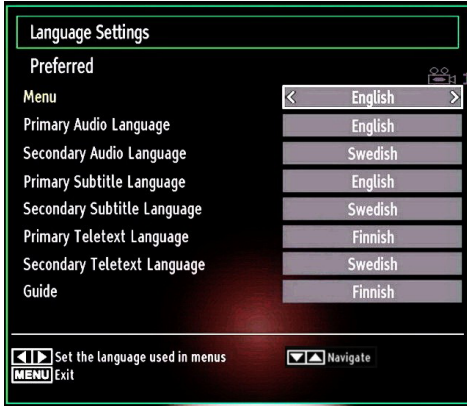 Language Settings
Preferred
Menu English
Primary Audio Language English
Secondary Audio Language Swedish
Primary Subtitle Language English
Secondary Subtitle Language Swedish
Primary Teletext Language Finnish
Secondary Teletext Language Swedish
Guide Finnish
Set the language used in menus Navigate
MENU Exit